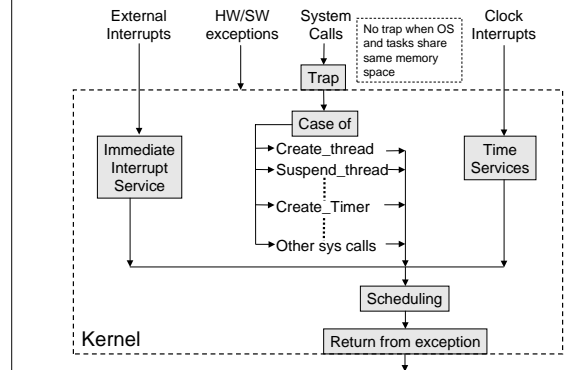 External
Interrupts
HW/SW
exceptions
System
Calls
No trap when OS
and tasks share
same memory
space
Clock
Interrupts
Trap
Case of
Immediate
Interrupt
Service
Create_thread
Suspend_thread
Create_Timer
Other sys calls
Time
Services
Scheduling
Kernel
Return from exception